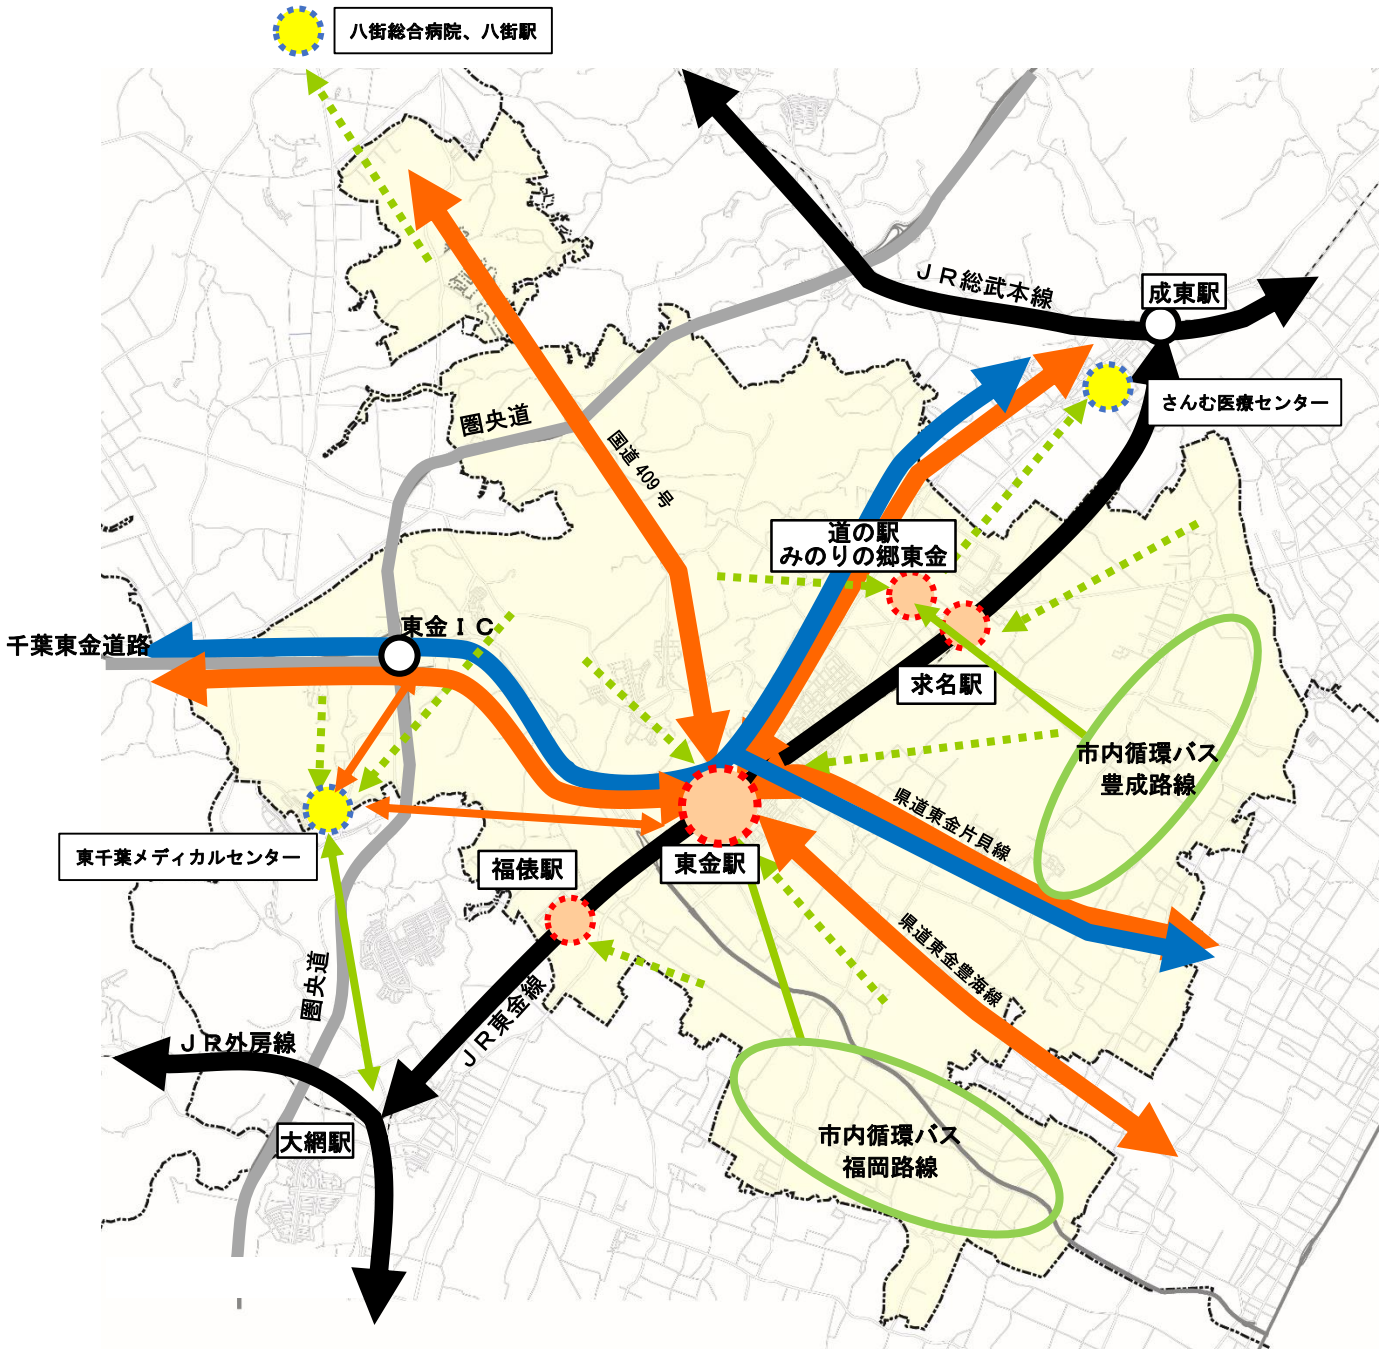 八街総合病院、八街駅
ＪＲ総武本線
成東駅
さんむ医療センター
圏央道
国道 409 号
道の駅
みのりの郷東金
東金ＩＣ
千葉東金道路
求名駅
市内循環バス
豊成路線
県道東金片貝線
東千葉メディカルセンター
福俵駅
東金駅
県道東金豊海線
圏央道
ＪＲ東金線
ＪＲ外房線
大網駅
市内循環バス
福岡路線